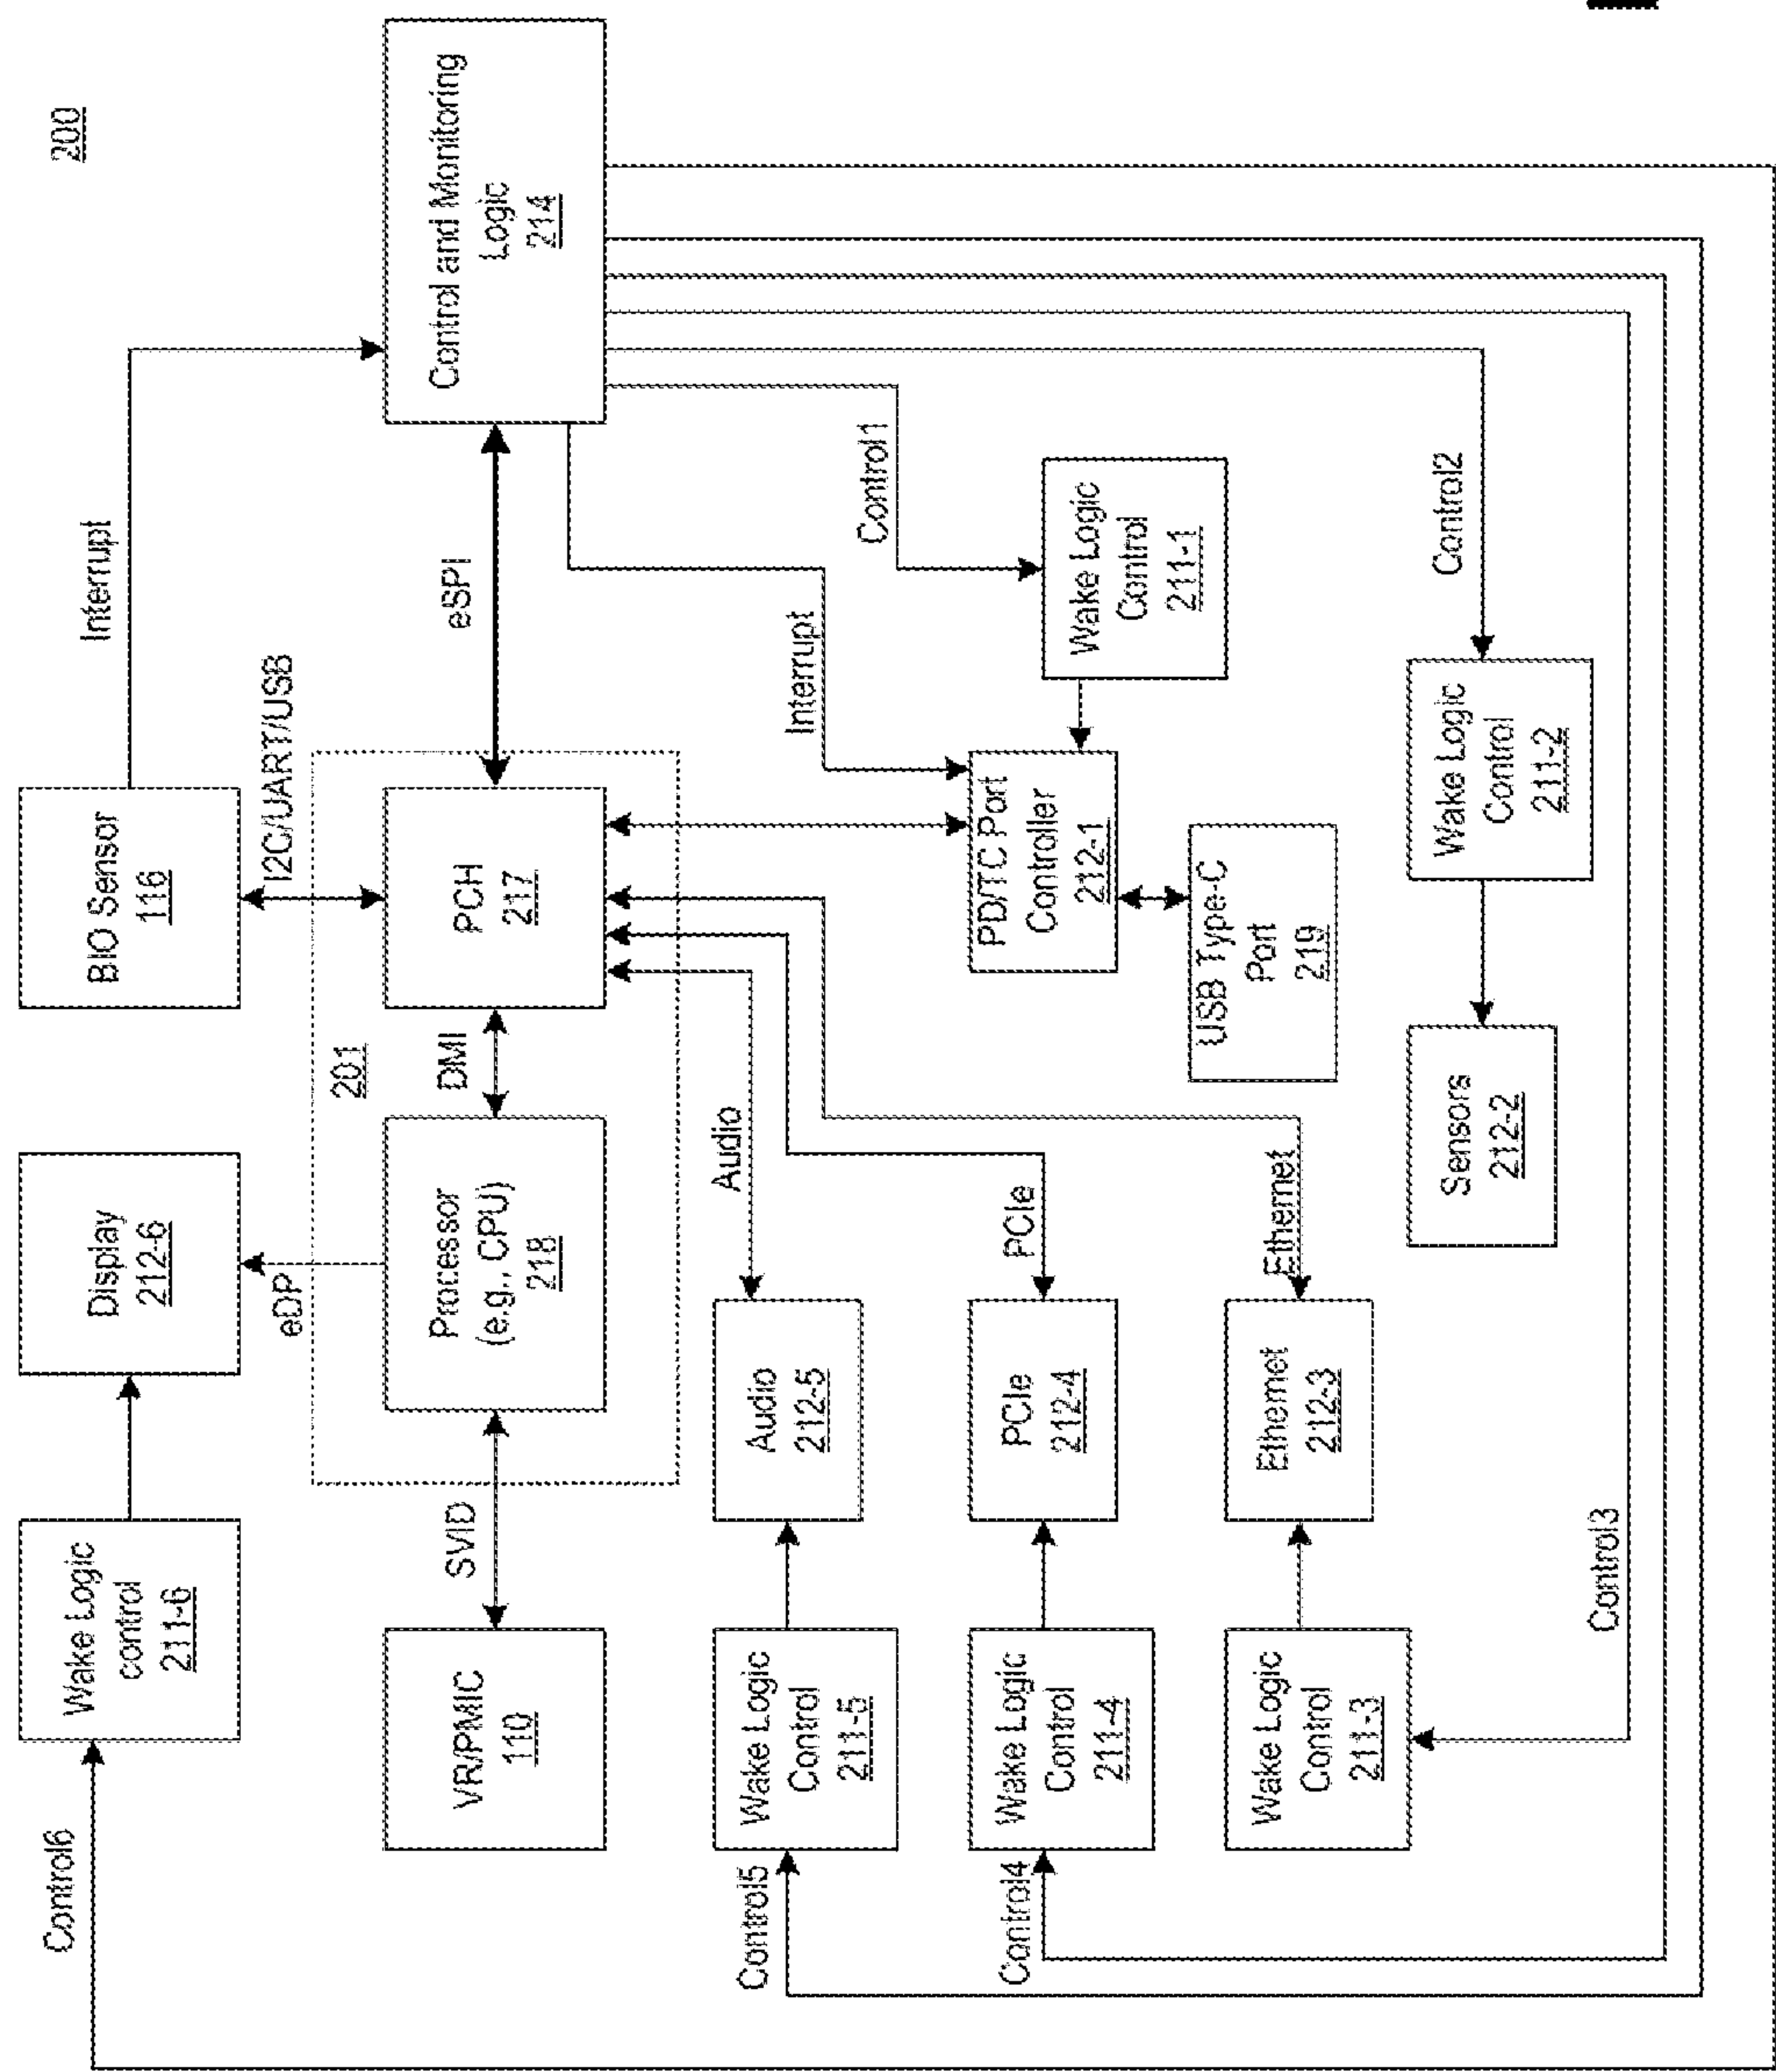 200
Control6
Wake Logic
control
211-6
Display
212-6
BIO Sensor
116
Interrupt
eDP
I2C/UART/USB
201
VR/PMIC
110
SVID
Processor
(e.g., CPU)
218
DMI
PCH
217
eSPI
Control and Monitoring
Logic
214
Control5
Wake Logic
Control
211-5
Audio
212-5
Audio
Interrupt
Control1
Control4
Wake Logic
Control
211-4
PCIe
212-4
PCIe
PD/TC Port
Controller
212-1
Wake Logic
Control
211-1
Wake Logic
Control
211-3
Ethernet
212-3
Ethernet
USB Type-C
Port
219
Sensors
212-2
Wake Logic
Control
211-2
Control2
Control3